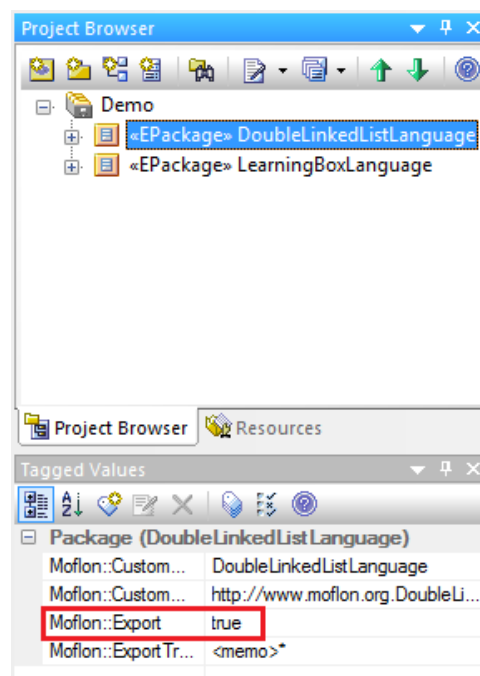 Project Browser
Demo
«EPackage» DoubleLinkedListLanguage
«EPackage» LearningBoxLanguage
Project Browser
Resources
Tagged Values
Package (DoubleLinkedListLanguage)
Moflon::Custom... DoubleLinkedListLanguage
Moflon::Custom... http://www.moflon.org.DoubleLi...
Moflon::Export true
Moflon::ExportTr... <memo>*